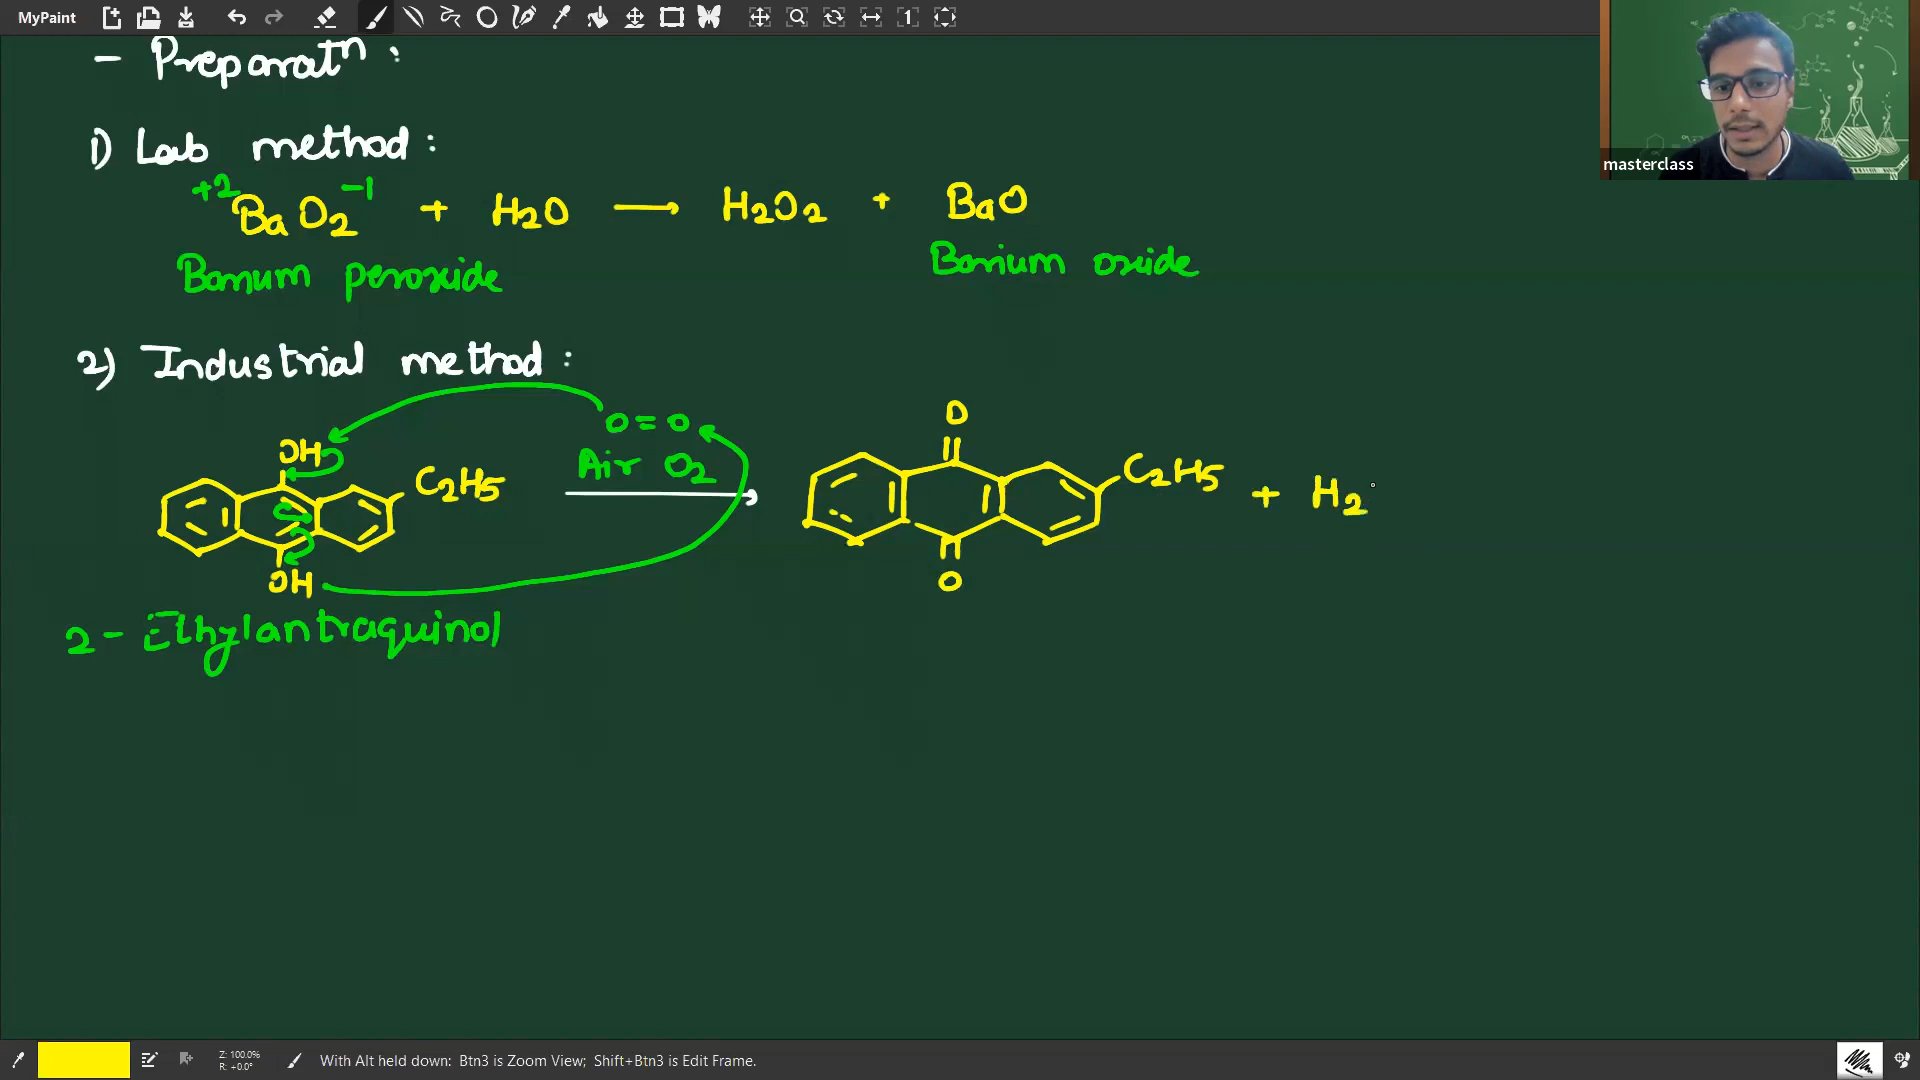 MyPaint
1
masterclass
- Preparatn :
1) Lab method :
+2 BaO2 -1 + H2O → H2O2 + BaO
Barium peroxide
Barium oxide
2) Industrial method :
O=O
Air O2
OH
C2H5
OH
O
C2H5 + H2
O
2- Ethylantraquinol
Z: 100.0%
R: +0.0°
With Alt held down: Btn3 is Zoom View; Shift+Btn3 is Edit Frame.